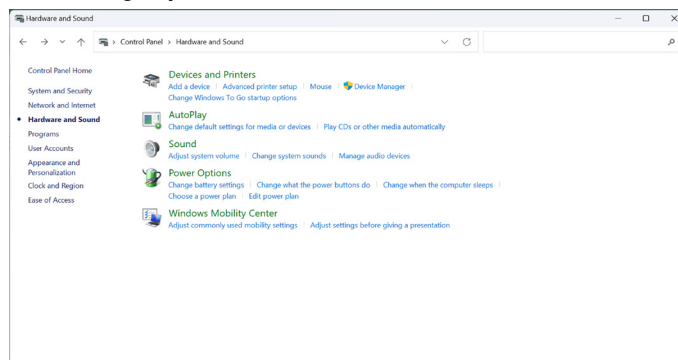 Hardware and Sound
Control Panel > Hardware and Sound
Control Panel Home
System and Security
Network and Internet
Hardware and Sound
Programs
User Accounts
Appearance and
Personalization
Clock and Region
Ease of Access
Devices and Printers
Add a device | Advanced printer setup | Mouse | Device Manager |
Change Windows To Go startup options
AutoPlay
Change default settings for media or devices | Play CDs or other media automatically
Sound
Adjust system volume | Change system sounds | Manage audio devices
Power Options
Change battery settings | Change what the power buttons do | Change when the computer sleeps |
Choose a power plan | Edit power plan
Windows Mobility Center
Adjust commonly used mobility settings | Adjust settings before giving a presentation